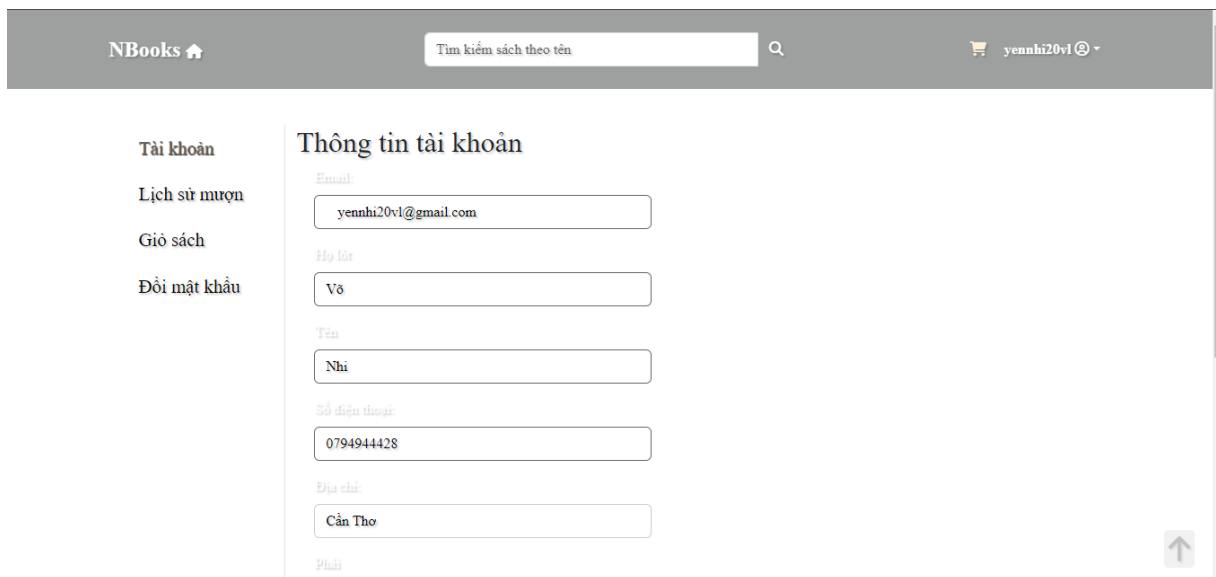 NBooks
Tìm kiếm sách theo tên
yennhi20vl
Tài khoản
Lịch sử mượn
Giỏ sách
Đổi mật khẩu
Thông tin tài khoản
Email:
yennhi20vl@gmail.com
Họ lót
Võ
Tên
Nhi
Số điện thoại:
0794944428
Địa chỉ:
Cần Thơ
Phái